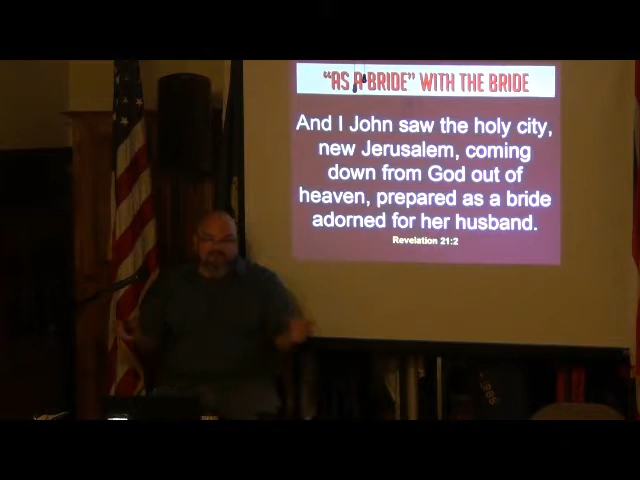 “AS A BRIDE” WITH THE BRIDE
And I John saw the holy city,
new Jerusalem, coming
down from God out of
heaven, prepared as a bride
adorned for her husband.
Revelation 21:2